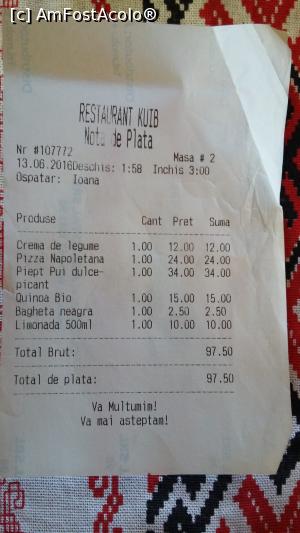 [c] AmFostAcolo®
RESTAURANT KUIB
Nota de Plata
Nr #107772 Masa # 2
13.06.2016Deschis: 1:58 Inchis 3:00
Ospatar: Ioana
Produse Cant Pret Suma
Crema de legume 1.00 12.00 12.00
Pizza Napoletana 1.00 24.00 24.00
Piept Pui dulce- 1.00 34.00 34.00
picant
Quinoa Bio 1.00 15.00 15.00
Bagheta neagra 1.00 2.50 2.50
Limonada 500ml 1.00 10.00 10.00
Total Brut: 97.50
Total de plata: 97.50
Va Multumim!
Va mai asteptam!